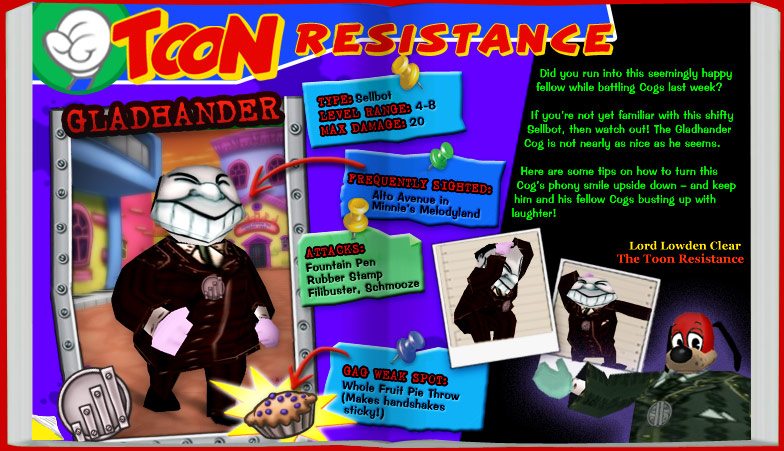 TOON RESISTANCE
GLADHANDER
TYPE: Sellbot
LEVEL RANGE: 4-8
MAX DAMAGE: 20
FREQUENTLY SIGHTED:
Alto Avenue in
Minnie's Melodyland
ATTACKS:
Fountain Pen
Rubber Stamp
Filibuster, Schmooze
GAG WEAK SPOT:
Whole Fruit Pie Throw
(Makes handshakes
sticky!)
Did you run into this seemingly happy
fellow while battling Cogs last week?
If you're not yet familiar with this shifty
Sellbot, then watch out! The Gladhander
Cog is not nearly as nice as he seems.
Here are some tips on how to turn this
Cog's phony smile upside down – and keep
him and his fellow Cogs busting up with
laughter!
Lord Lowden Clear
The Toon Resistance